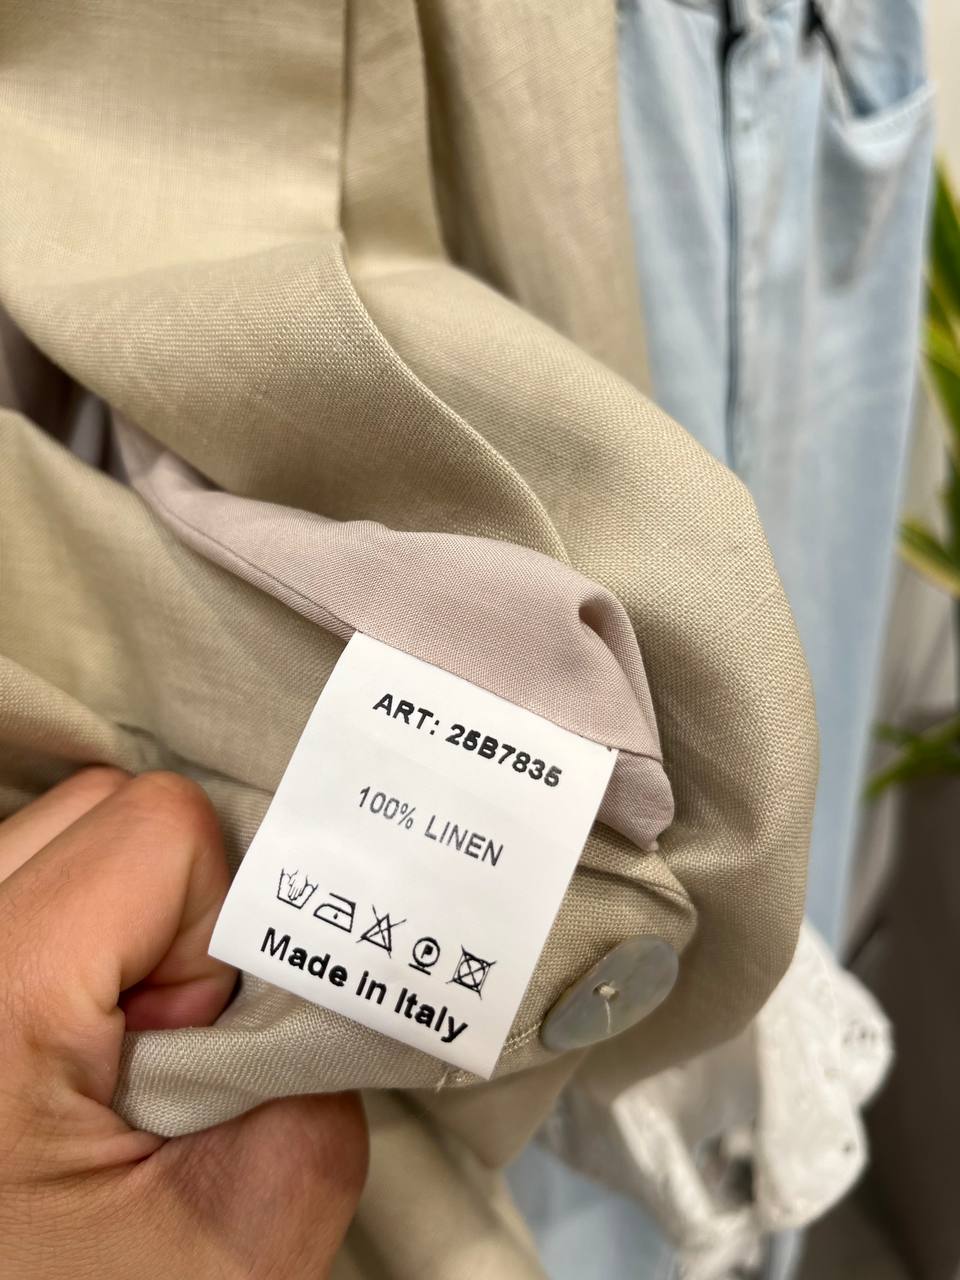 ART: 25B7835
100% LINEN
P
Made in Italy